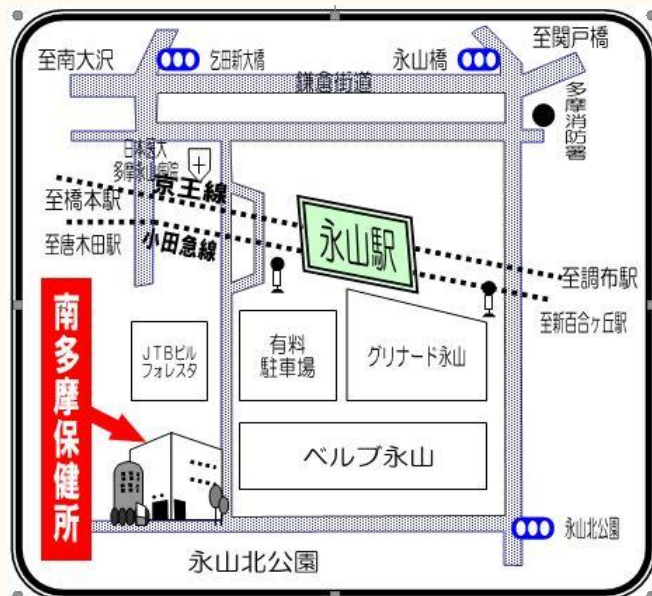 至南大沢
乞田新大橋
永山橋
至関戸橋
鎌倉街道
多摩消防署
日本医大
多摩永山病院
京王線
至橋本駅
小田急線
至唐木田駅
永山駅
至調布駅
至新百合ヶ丘駅
南多摩保健所
JTBビル
フォレスタ
有料
駐車場
グリナード永山
ベルブ永山
永山北公園
永山北公園